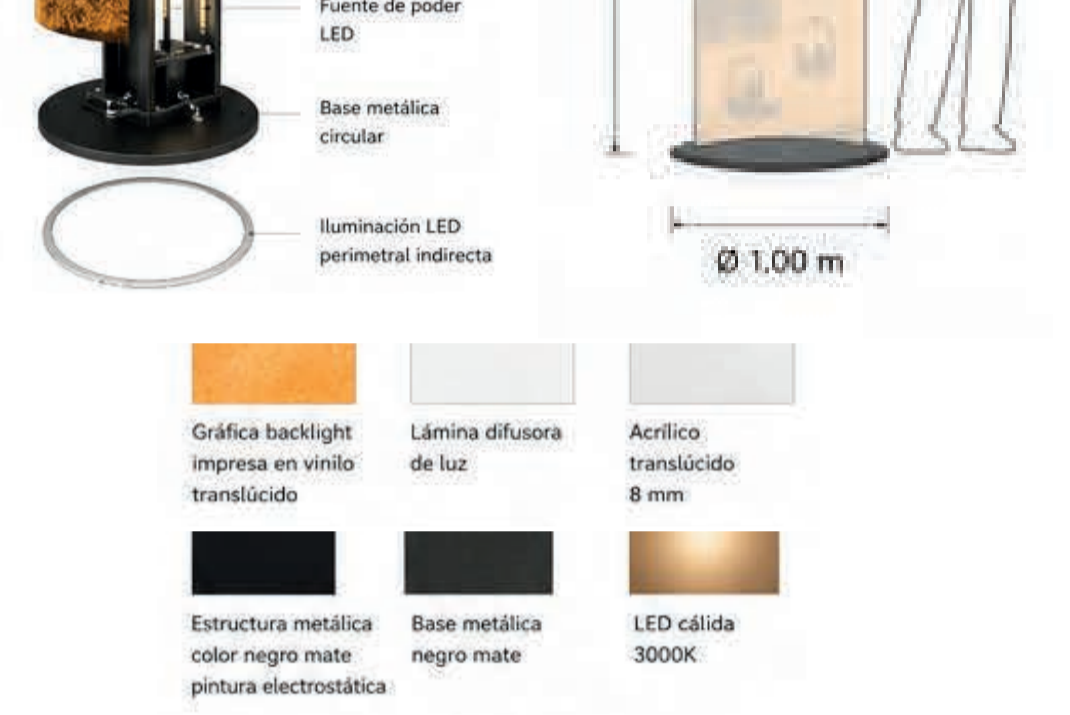 Fuente de poder
LED
Base metálica
circular
Iluminación LED
perimetral indirecta
Ø 1.00 m
Gráfica backlight
impresa en vinilo
translúcido
Lámina difusora
de luz
Acrílico
translúcido
8 mm
Estructura metálica
color negro mate
pintura electrostática
Base metálica
negro mate
LED cálida
3000K